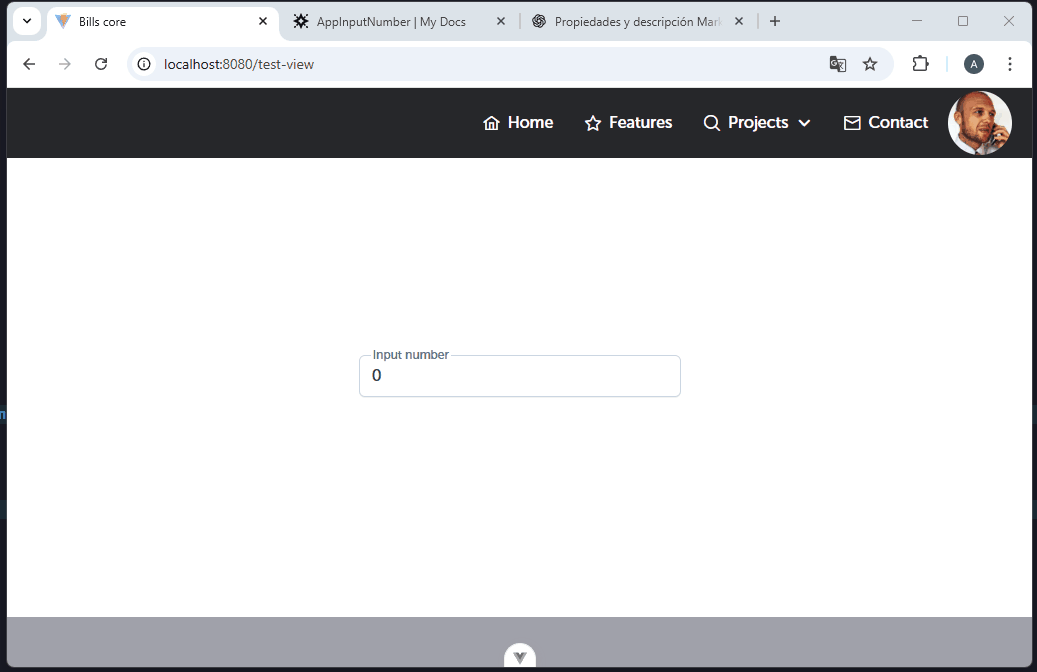 Bills core
AppInputNumber | My Docs
Propiedades y descripción Mark
localhost:8080/test-view
A
Home
Features
Projects
Contact
Input number
0